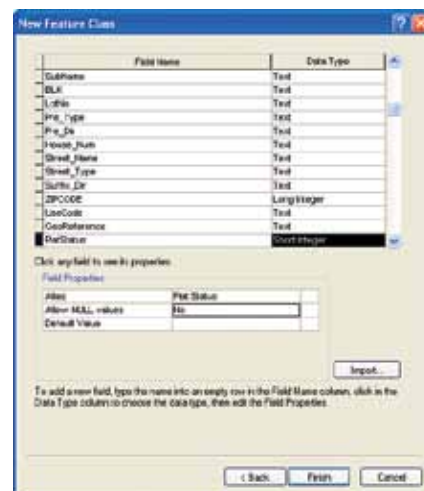 New Feature Class
Field Name Data Type
SubName Text
BLK Text
LotNo Text
Pre_Type Text
Pre_Dir Text
House_Num Text
Street_Name Text
Street_Type Text
Suffix_Dir Text
ZIPCODE Long Integer
UseCode Text
GeoReference Text
Short Integer
Click any field to see its properties.
Field Properties
Alias Plat Status
Allow NULL values No
Default Value
Import...
To add a new field, type the name into an empty row in the Field Name column, click in the
Data Type column to choose the data type, then edit the Field Properties.
< Back Finish Cancel